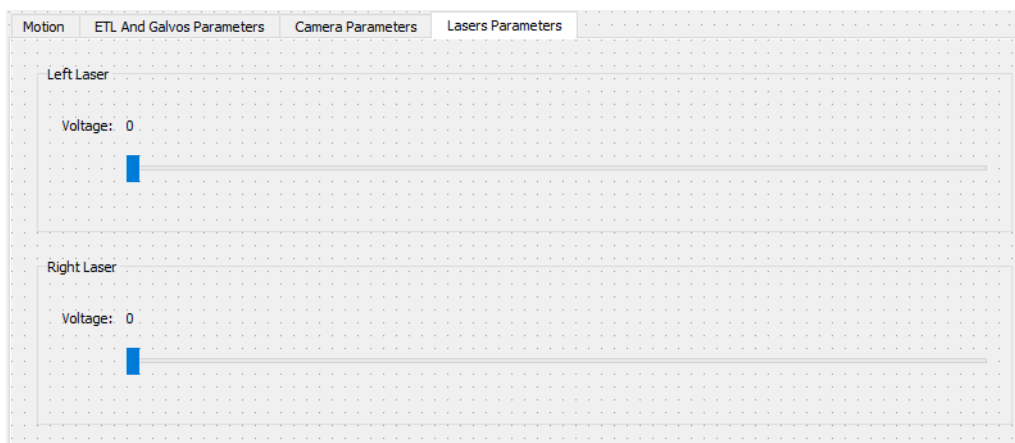 Motion ETL And Galvos Parameters Camera Parameters Lasers Parameters
Left Laser
Voltage: 0
Right Laser
Voltage: 0